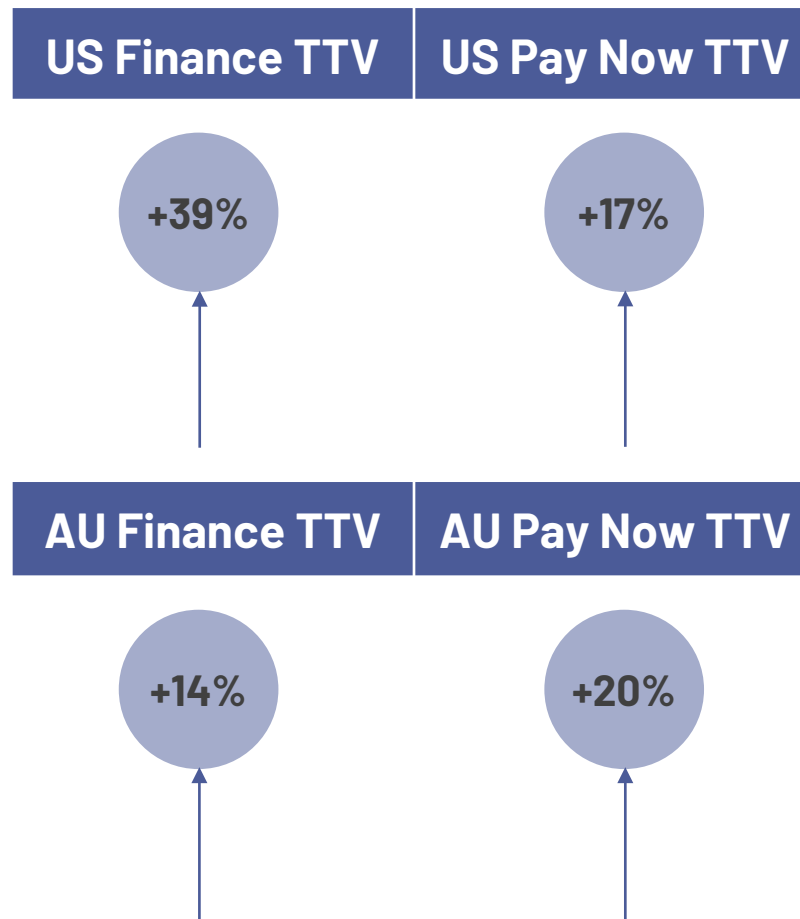 US Finance TTV
US Pay Now TTV
+39%
+17%
AU Finance TTV
AU Pay Now TTV
+14%
+20%